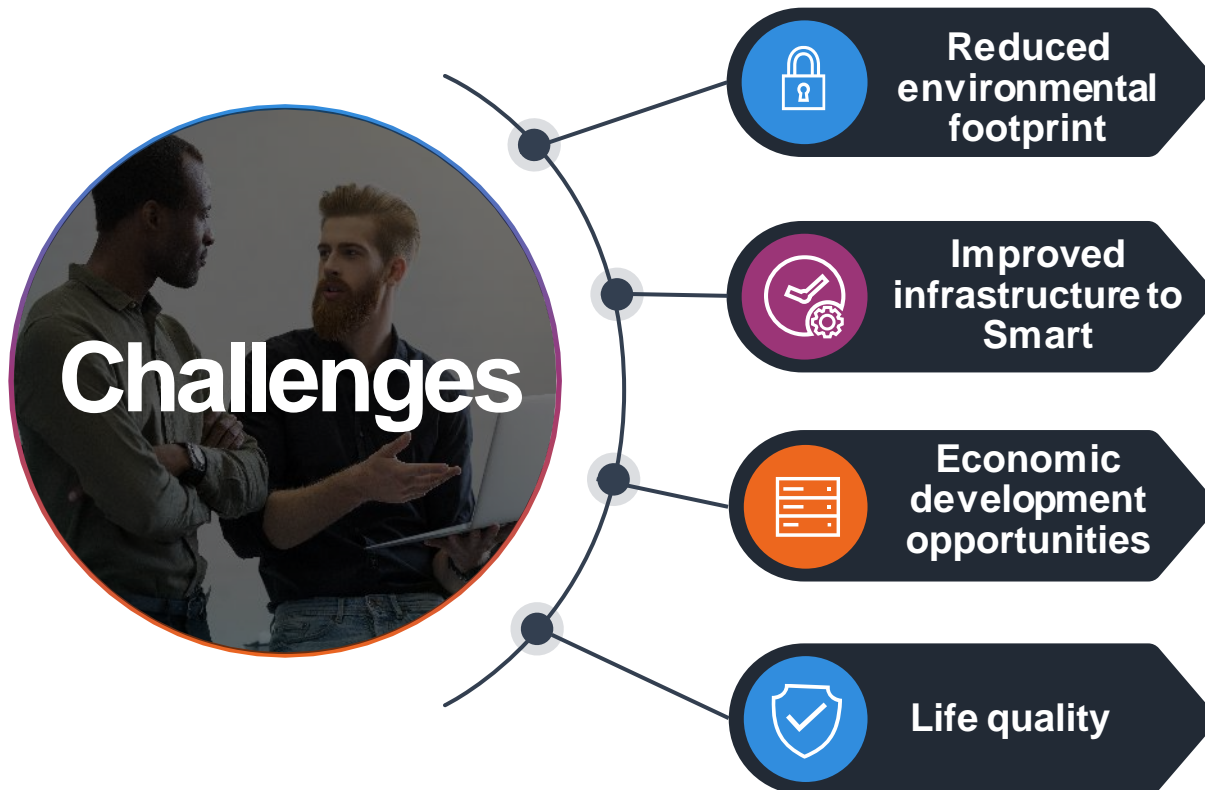 Challenges
Reduced
environmental
footprint
Improved
infrastructure to
Smart
Economic
development
opportunities
Life quality